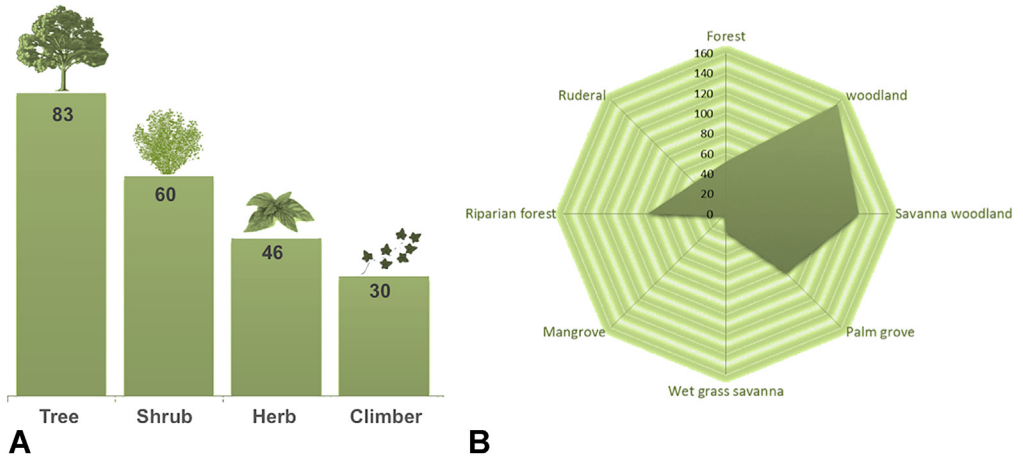 83
60
46
30
Tree
Shrub
Herb
Climber
A
Forest
160
140
120
100
80
60
40
20
0
woodland
Savanna woodland
Palm grove
Wet grass savanna
Mangrove
Riparian forest
Ruderal
B